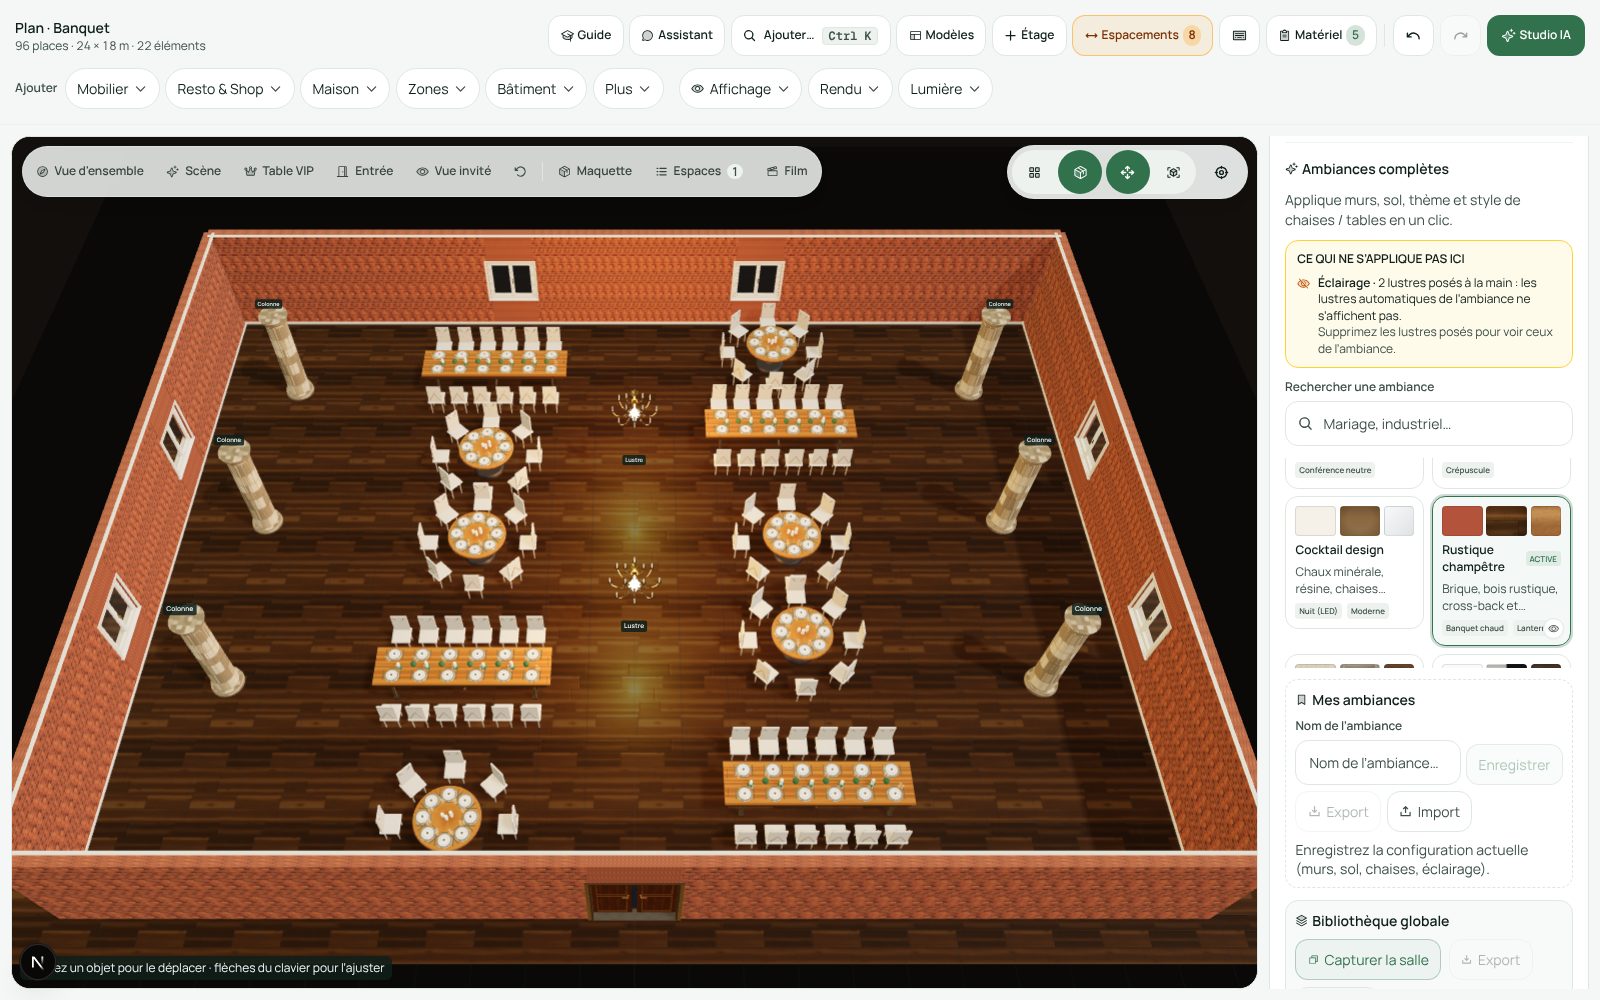 Plan · Banquet
96 places · 24 × 18 m · 22 éléments
Guide
Assistant
Ajouter... Ctrl K
Modèles
Étage
Espacements 8
Matériel 5
Studio IA
Ajouter
Mobilier
Resto & Shop
Maison
Zones
Bâtiment
Plus
Affichage
Rendu
Lumière
Vue d'ensemble
Scène
Table VIP
Entrée
Vue invité
Maquette
Espaces 1
Film
Colonne
Colonne
Colonne
Colonne
Lustre
Colonne
Colonne
Lustre
N
ez un objet pour le déplacer · flèches du clavier pour l'ajuster
Ambiances complètes
Applique murs, sol, thème et style de
chaises / tables en un clic.
CE QUI NE S'APPLIQUE PAS ICI
Éclairage · 2 lustres posés à la main : les
lustres automatiques de l'ambiance ne
s'affichent pas.
Supprimez les lustres posés pour voir ceux
de l'ambiance.
Rechercher une ambiance
Mariage, industriel...
Conférence neutre
Crépuscule
Cocktail design
Chaux minérale,
résine, chaises...
Nuit (LED)
Moderne
Rustique
champêtre
ACTIVE
Brique, bois rustique,
cross-back et...
Banquet chaud
Lanter
Mes ambiances
Nom de l'ambiance
Nom de l'ambiance...
Enregistrer
Export
Import
Enregistrez la configuration actuelle
(murs, sol, chaises, éclairage).
Bibliothèque globale
Capturer la salle
Export